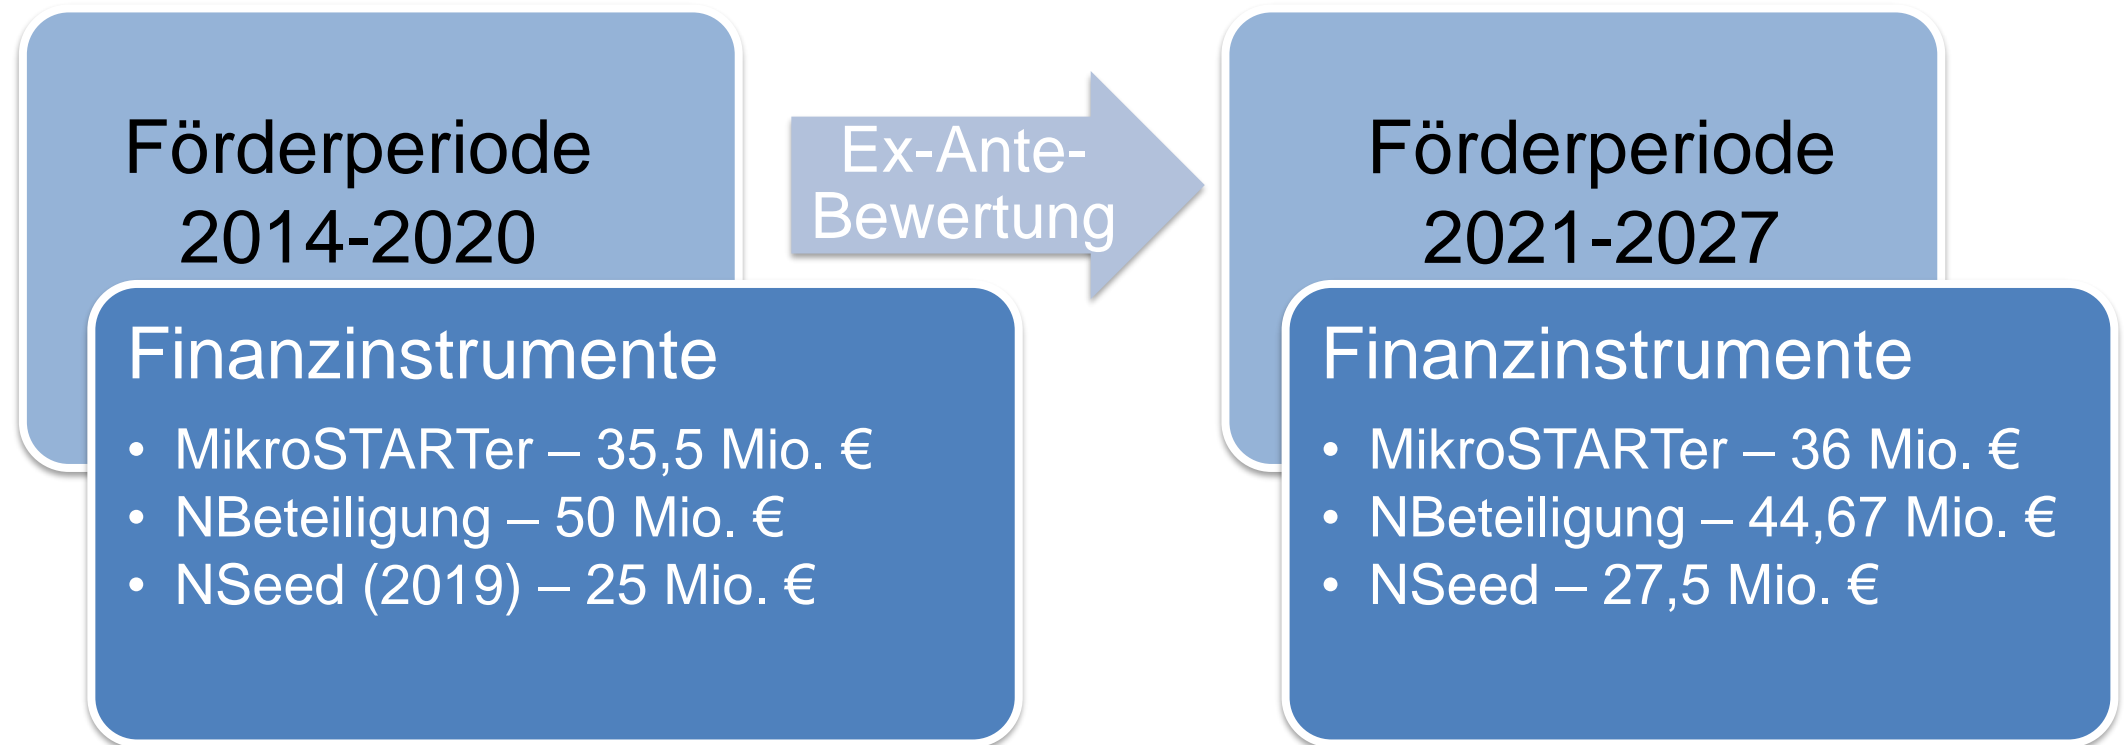 Förderperiode
2014-2020
Finanzinstrumente
• MikroSTARTer – 35,5 Mio. €
• NBeteiligung – 50 Mio. €
• NSeed (2019) – 25 Mio. €
Ex-Ante-
Bewertung
Förderperiode
2021-2027
Finanzinstrumente
• MikroSTARTer – 36 Mio. €
• NBeteiligung – 44,67 Mio. €
• NSeed – 27,5 Mio. €